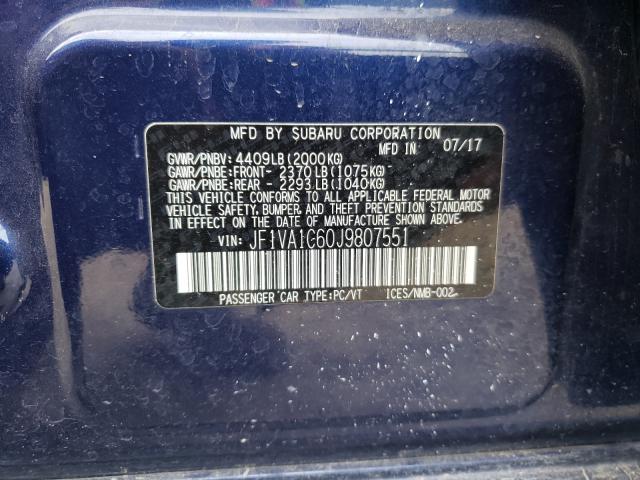 MFD BY SUBARU CORPORATION
MFD IN 07/17
GVWR/PNBV: 4409LB(2000KG)
GAWR/PNBE:FRONT- 2370LB(1075KG)
GAWR/PNBE:REAR - 2293LB(1040KG)
THIS VEHICLE CONFORMS TO ALL APPLICABLE FEDERAL MOTOR
VEHICLE SAFETY, BUMPER, AND THEFT PREVENTION STANDARDS
IN EFFECT ON THE DATE OF MANUFACTURE SHOWN ABOVE.
VIN: JF1VA1C60J9807551
PASSENGER CAR TYPE:PC/VT ICES/NMB-002